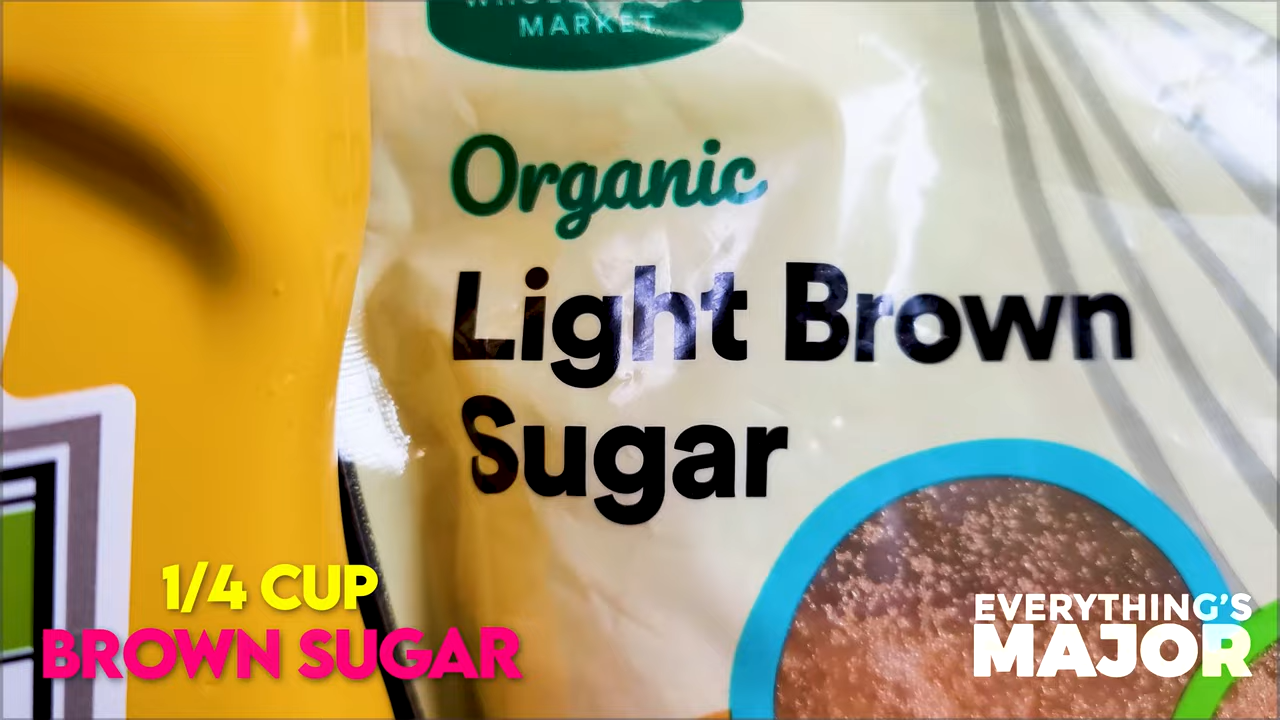 MARKET
Organic
Light Brown
Sugar
1/4 CUP
BROWN SUGAR
EVERYTHING'S
MAJOR